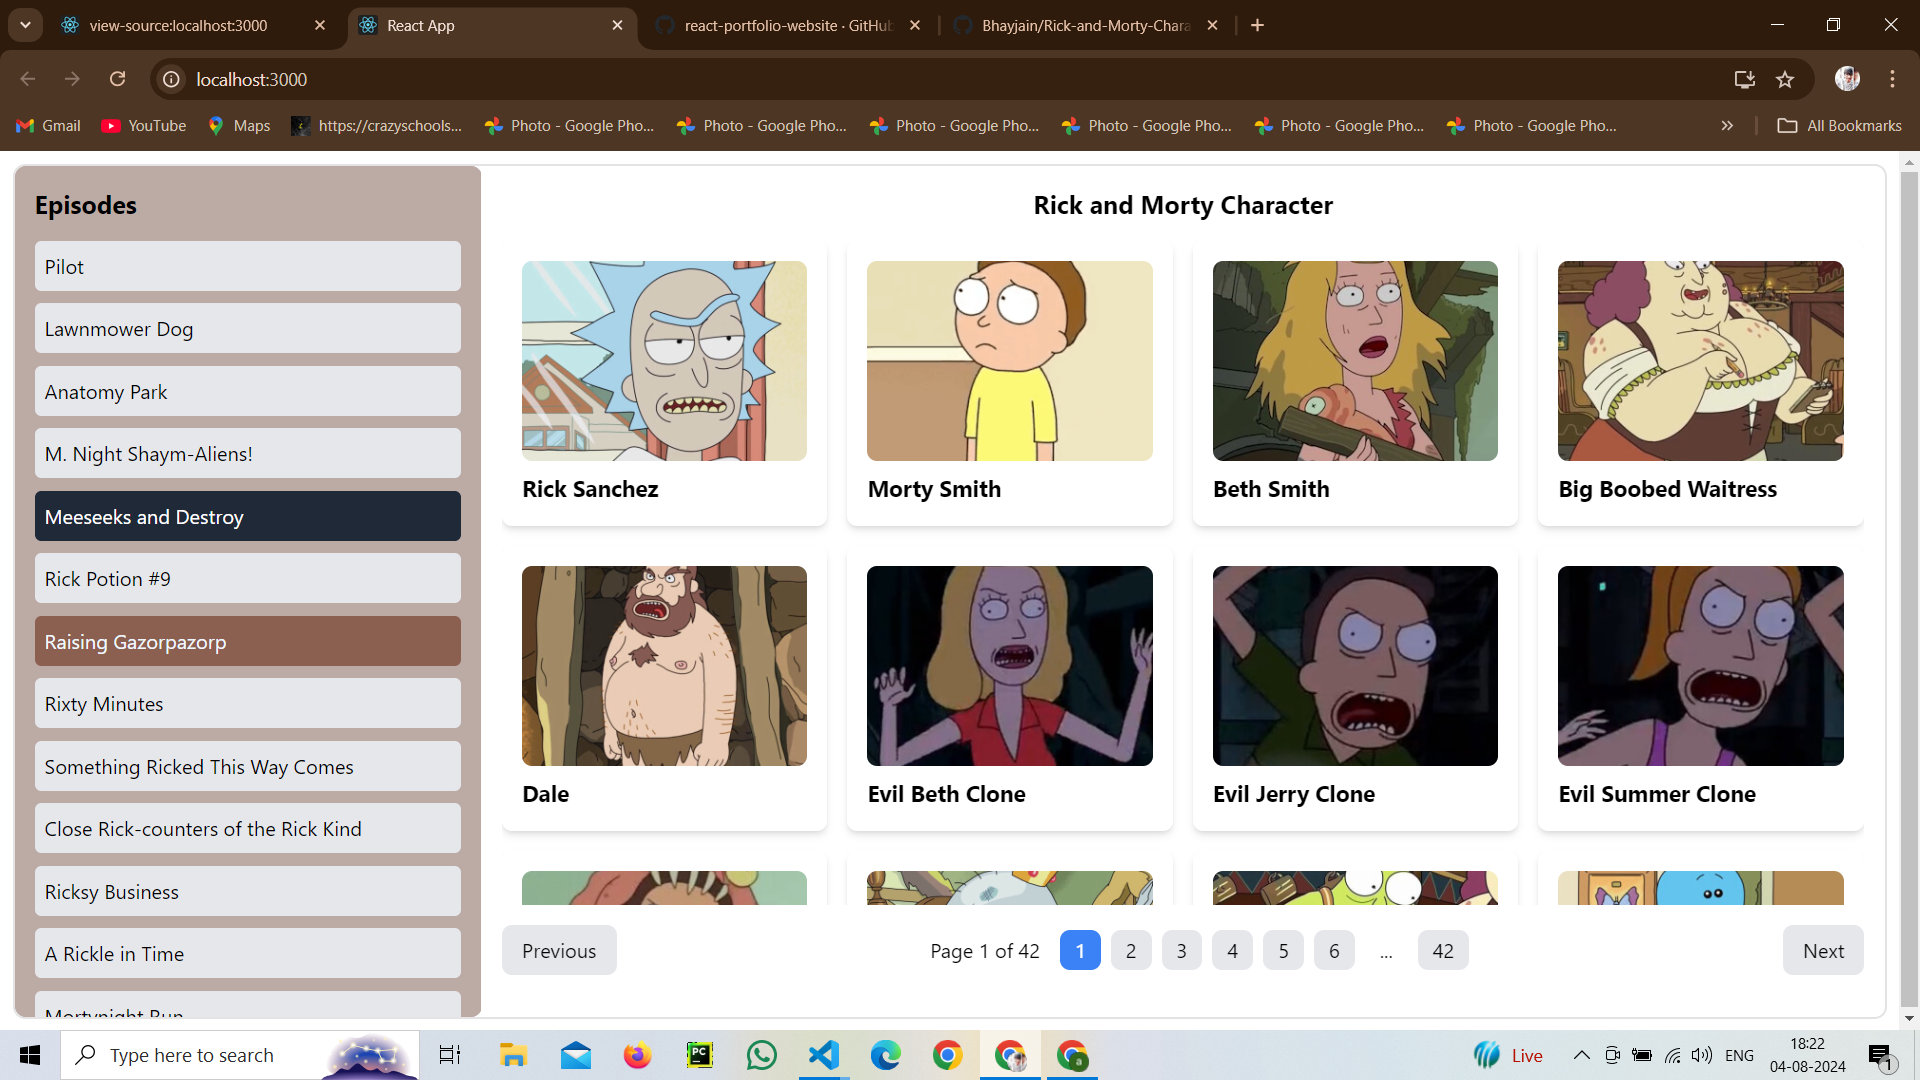 view-source:localhost:3000
React App
react-portfolio-website · GitHub
Bhayjain/Rick-and-Morty-Chara
localhost:3000
Gmail
YouTube
Maps
https://crazyschools...
Photo - Google Pho...
Photo - Google Pho...
Photo - Google Pho...
Photo - Google Pho...
Photo - Google Pho...
Photo - Google Pho...
All Bookmarks
Episodes
Pilot
Lawnmower Dog
Anatomy Park
M. Night Shaym-Aliens!
Meeseeks and Destroy
Rick Potion #9
Raising Gazorpazorp
Rixty Minutes
Something Ricked This Way Comes
Close Rick-counters of the Rick Kind
Ricksy Business
A Rickle in Time
Mortynight Run
Rick and Morty Character
Rick Sanchez
Morty Smith
Beth Smith
Big Boobed Waitress
Dale
Evil Beth Clone
Evil Jerry Clone
Evil Summer Clone
Previous
Page 1 of 42
1
2
3
4
5
6
...
42
Next
Type here to search
PC
a
Live
ENG
18:22
04-08-2024
1